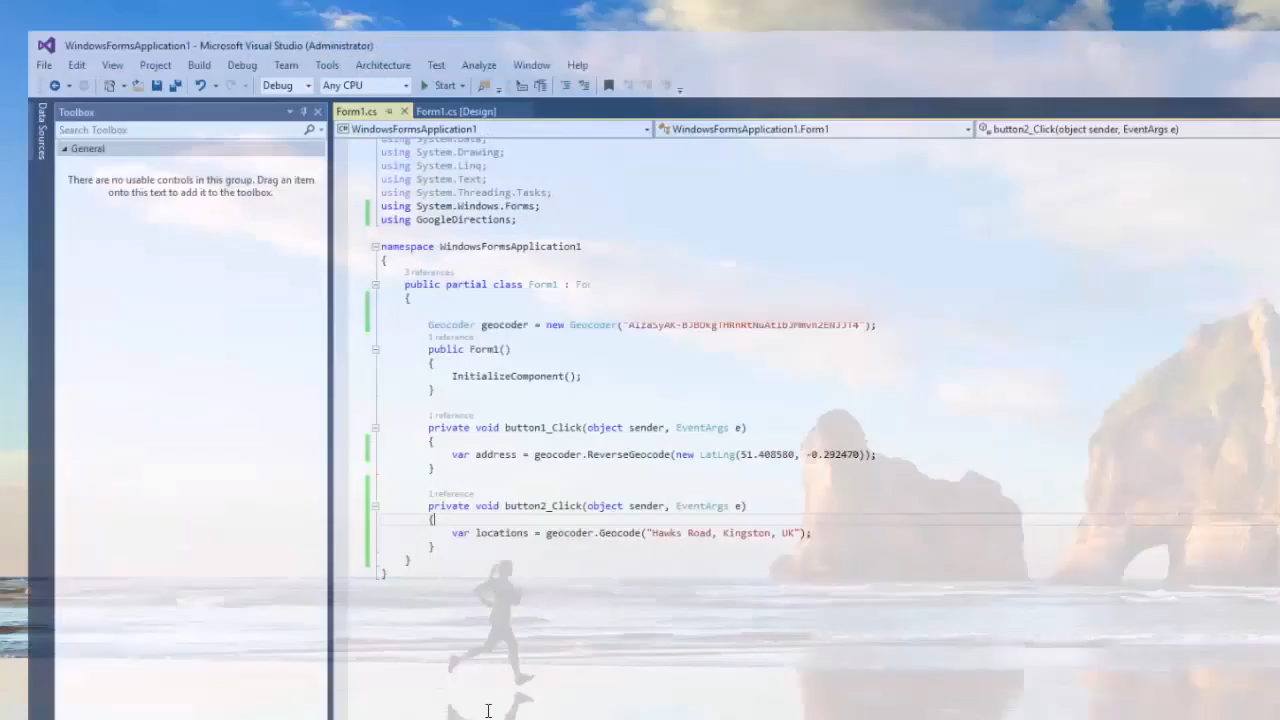 WindowsFormsApplication1 - Microsoft Visual Studio (Administrator)
File Edit View Project Build Debug Team Tools Architecture Test Analyze Window Help
Debug Any CPU Start
Data Sources
Toolbox
Search Toolbox
General
There are no usable controls in this group. Drag an item
onto this text to add it to the toolbox.
Form1.cs Form1.cs [Design]
WindowsFormsApplication1 WindowsFormsApplication1.Form1 button2_Click(object sender, EventArgs e)
using System.Data;
using System.Drawing;
using System.Linq;
using System.Text;
using System.Threading.Tasks;
using System.Windows.Forms;
using GoogleDirections;
namespace WindowsFormsApplication1
{
3 references
public partial class Form1 :
{
Geocoder geocoder = new Geocoder("
1 reference
public Form1()
{
InitializeComponent();
}
1 reference
private void button1_Click(object sender, EventArgs e)
{
var address = geocoder.ReverseGeocode(new LatLng(51.408580, -0.292470));
}
1 reference
private void button2_Click(object sender, EventArgs e)
{
var locations = geocoder.Geocode("Hawks Road, Kingston, UK");
}
}
}